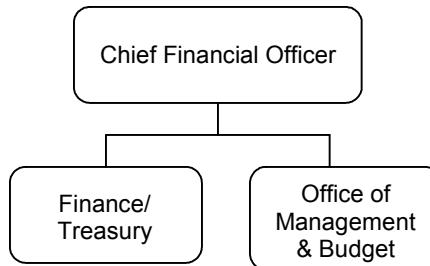 Chief Financial Officer
Finance/
Treasury
Office of
Management
& Budget